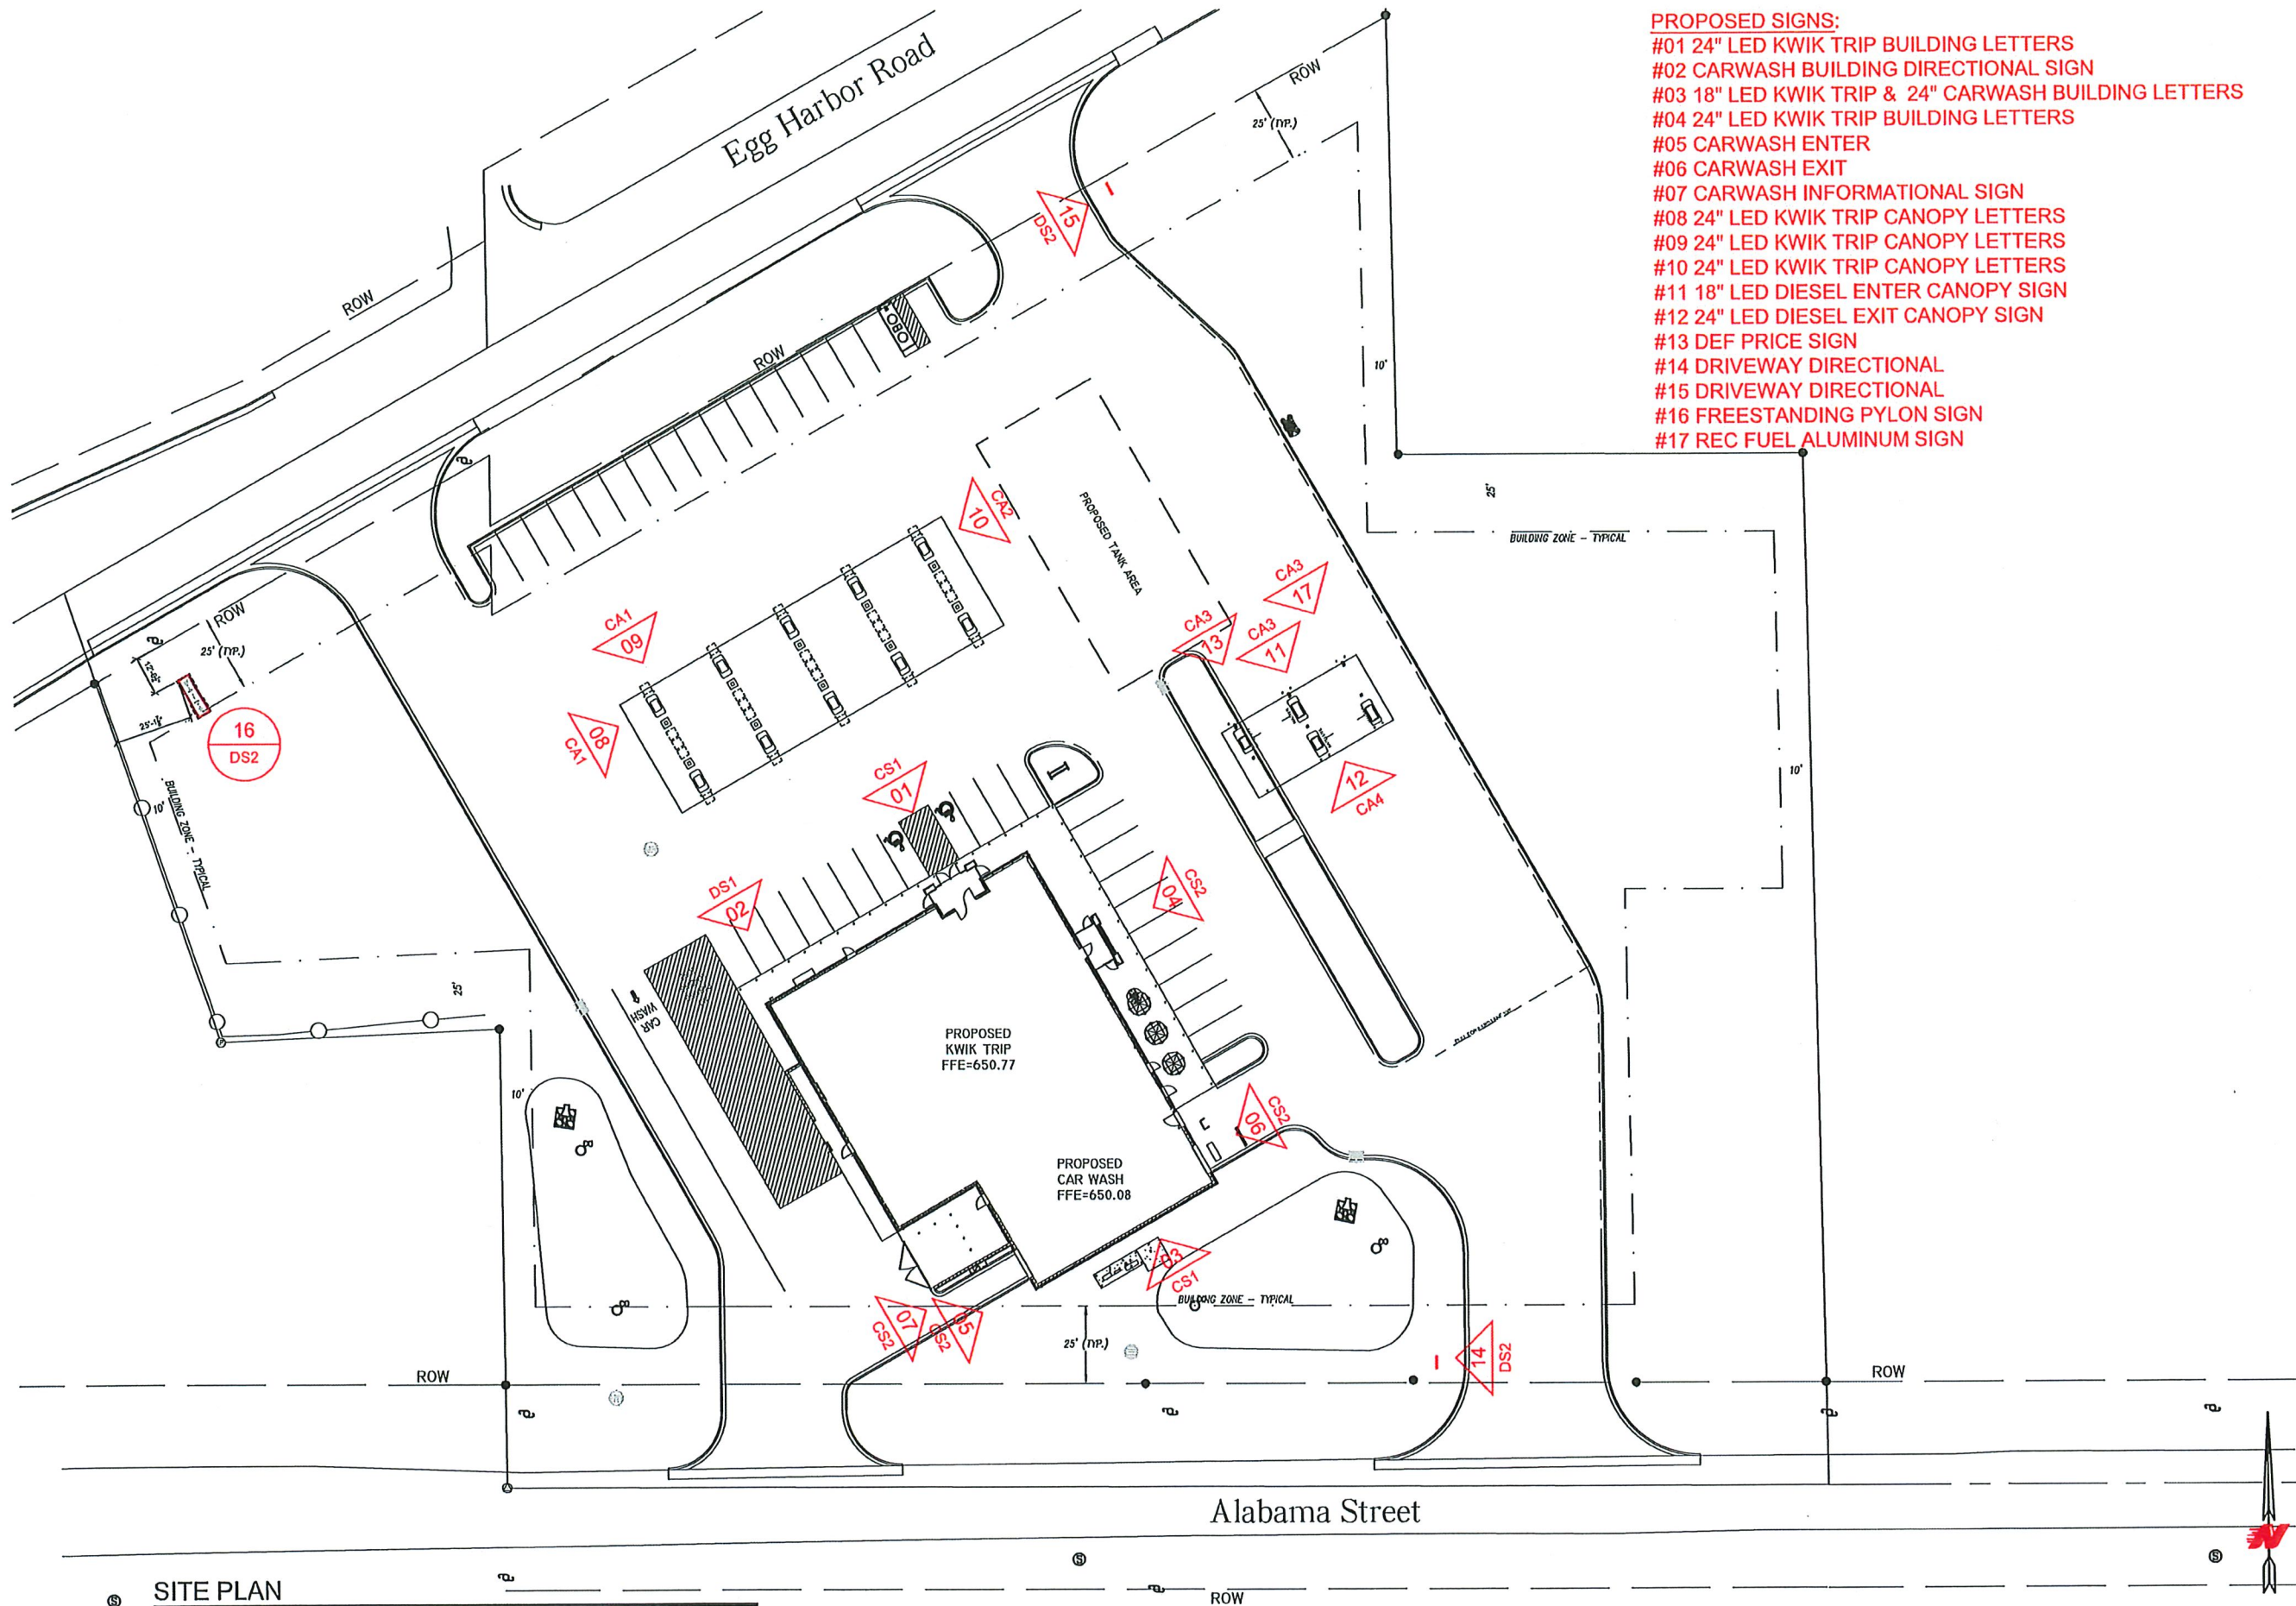 PROPOSED SIGNS:
#01 24" LED KWIK TRIP BUILDING LETTERS
#02 CARWASH BUILDING DIRECTIONAL SIGN
#03 18" LED KWIK TRIP & 24" CARWASH BUILDING LETTERS
#04 24" LED KWIK TRIP BUILDING LETTERS
#05 CARWASH ENTER
#06 CARWASH EXIT
#07 CARWASH INFORMATIONAL SIGN
#08 24" LED KWIK TRIP CANOPY LETTERS
#09 24" LED KWIK TRIP CANOPY LETTERS
#10 24" LED KWIK TRIP CANOPY LETTERS
#11 18" LED DIESEL ENTER CANOPY SIGN
#12 24" LED DIESEL EXIT CANOPY SIGN
#13 DEF PRICE SIGN
#14 DRIVEWAY DIRECTIONAL
#15 DRIVEWAY DIRECTIONAL
#16 FREESTANDING PYLON SIGN
#17 REC FUEL ALUMINUM SIGN
Egg Harbor Road
ROW
25' (TYP.)
15
DS2
ROW
ROW
10'
25'
BUILDING ZONE - TYPICAL
CA2
10
PROPOSED TANK AREA
CA3
17
CA3
13
CA3
11
CA1
09
08
CA1
ROW
25' (TYP.)
16
DS2
10'
BUILDING ZONE - TYPICAL
12
CA4
10'
CS1
01
DS1
02
CS2
04
25'
CAR
WASH
PROPOSED
KWIK TRIP
FFE=650.77
10'
CS2
06
PROPOSED
CAR WASH
FFE=650.08
03
CS1
BUILDING ZONE - TYPICAL
07
CS2
05
CS2
25' (TYP.)
14
DS2
ROW
ROW
Alabama Street
N
S
S
S
SITE PLAN
ROW